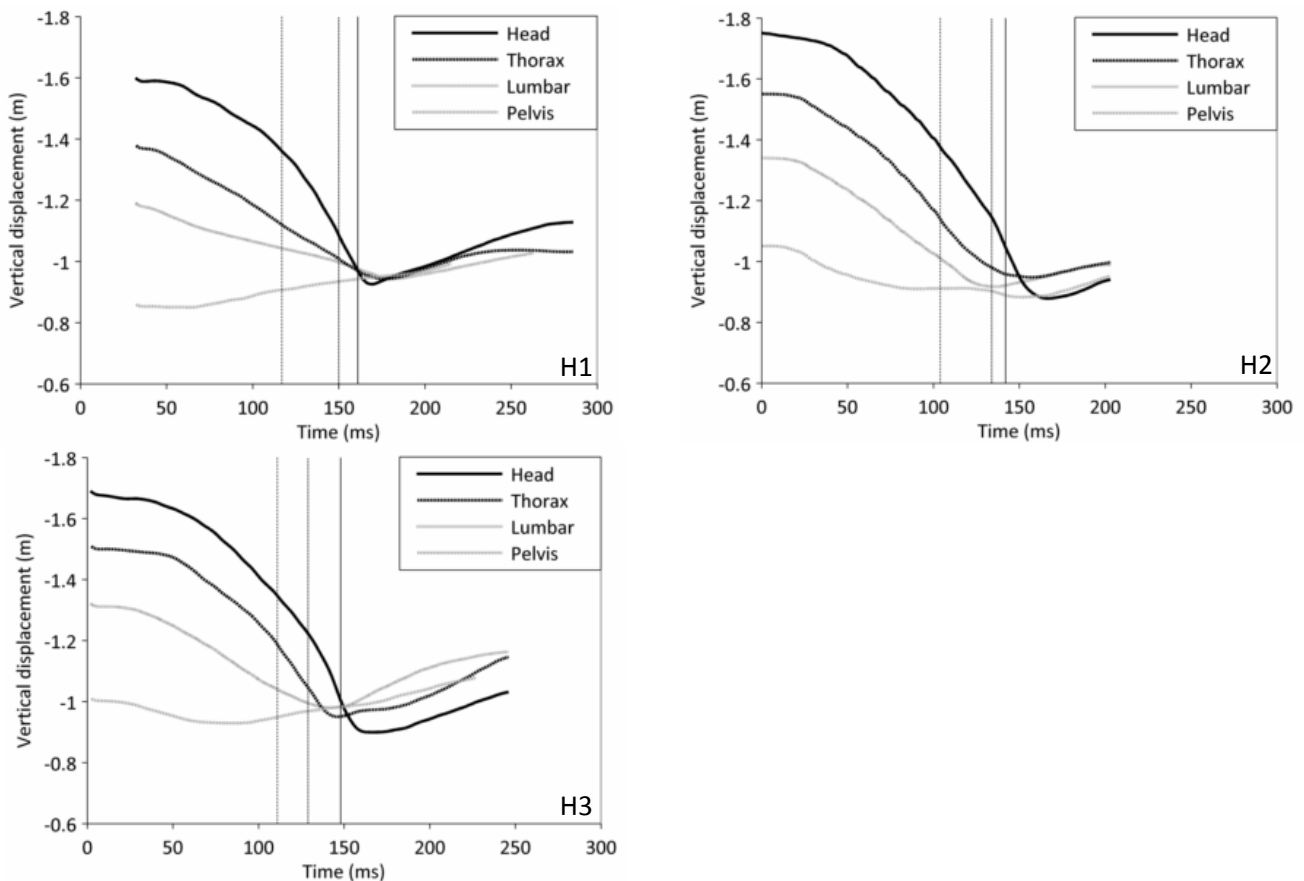 -1.8
-1.6
-1.4
-1.2
-1
-0.8
-0.6
Vertical displacement (m)
Head
Thorax
Lumbar
Pelvis
H1
0 50 100 150 200 250 300
Time (ms)
-1.8
-1.6
-1.4
-1.2
-1
-0.8
-0.6
Vertical displacement (m)
Head
Thorax
Lumbar
Pelvis
H2
0 50 100 150 200 250 300
Time (ms)
-1.8
-1.6
-1.4
-1.2
-1
-0.8
-0.6
Vertical displacement (m)
Head
Thorax
Lumbar
Pelvis
H3
0 50 100 150 200 250 300
Time (ms)